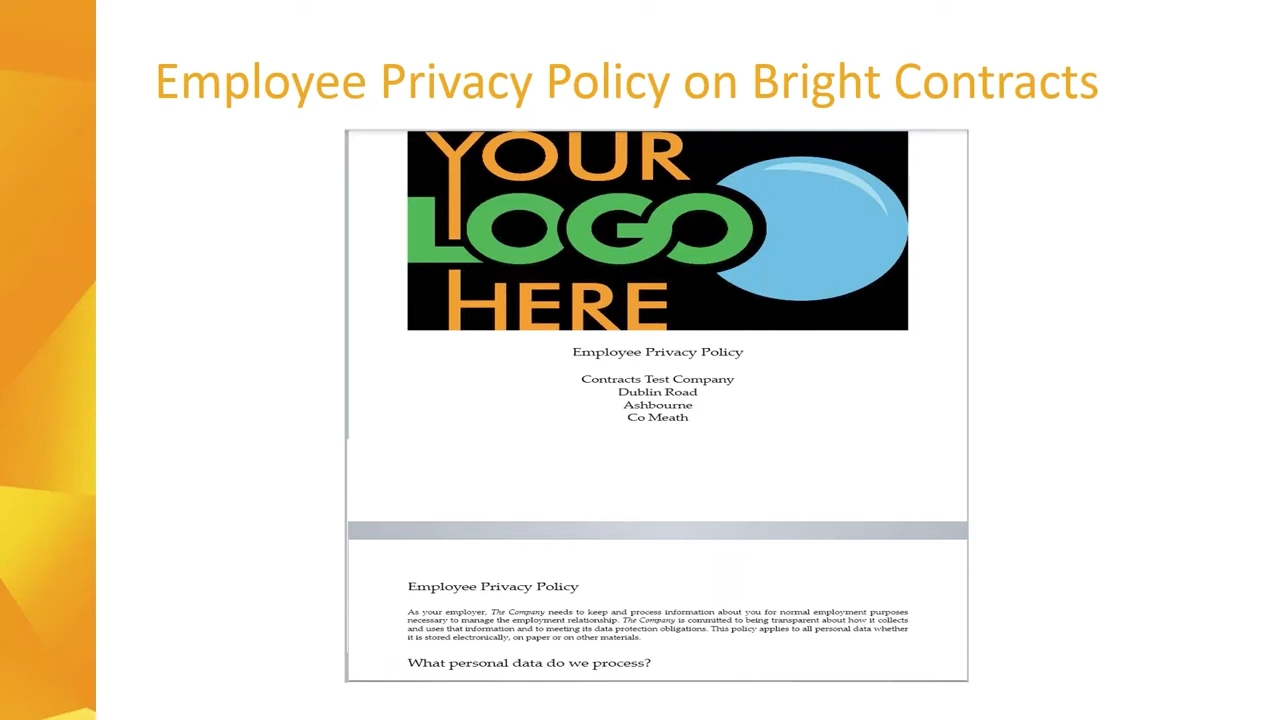 Employee Privacy Policy on Bright Contracts
YOUR
LOGO
HERE
Employee Privacy Policy
Contracts Test Company
Dublin Road
Ashbourne
Co Meath
Employee Privacy Policy
As your employer, The Company needs to keep and process information about you for normal employment purposes
necessary to manage the employment relationship. The Company is committed to being transparent about how it collects
and uses that information and to meeting its data protection obligations. This policy applies to all personal data whether
it is stored electronically, on paper or on other materials.
What personal data do we process?